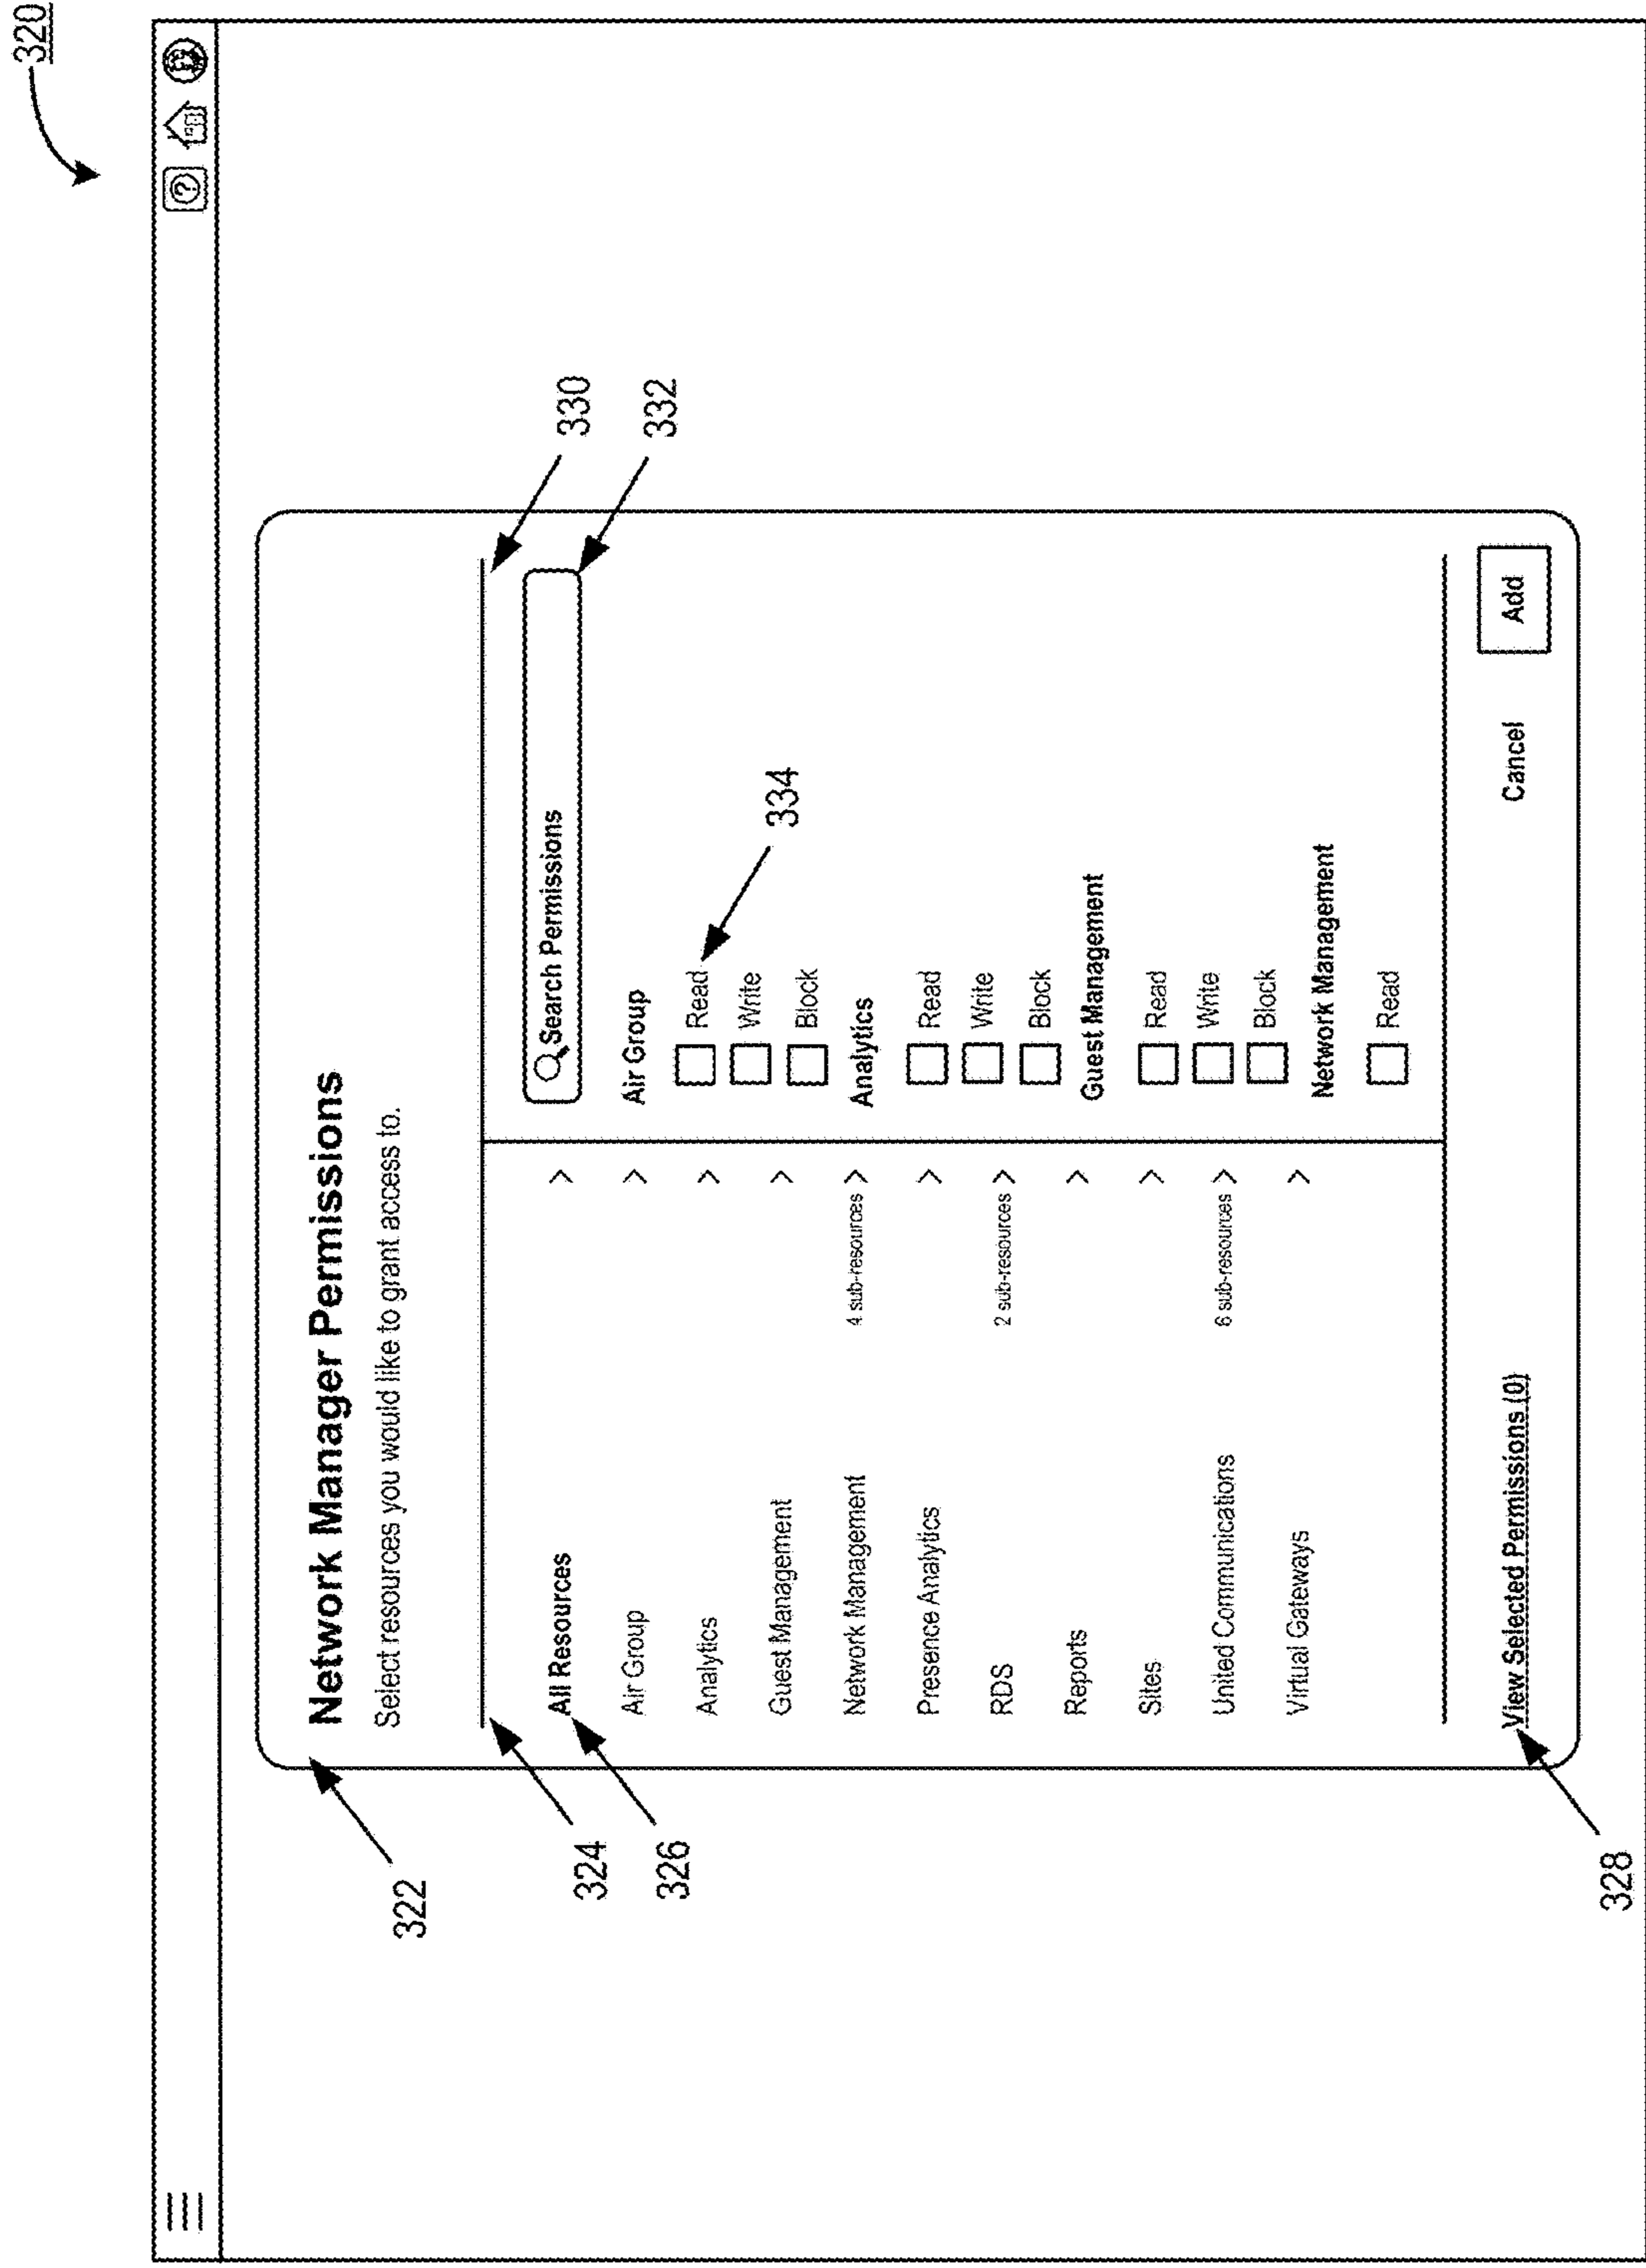 320
?
322
Network Manager Permissions
Select resources you would like to grant access to.
324
330
326
All Resources >
Air Group >
Analytics >
Guest Management >
Network Management 4 sub-resources >
Presence Analytics >
RDS 2 sub-resources >
Reports >
Sites >
United Communications 6 sub-resources >
Virtual Gateways >
332
Search Permissions
Air Group
Read
334
Write
Block
Analytics
Read
Write
Block
Guest Management
Read
Write
Block
Network Management
Read
328
View Selected Permissions (0)
Cancel
Add